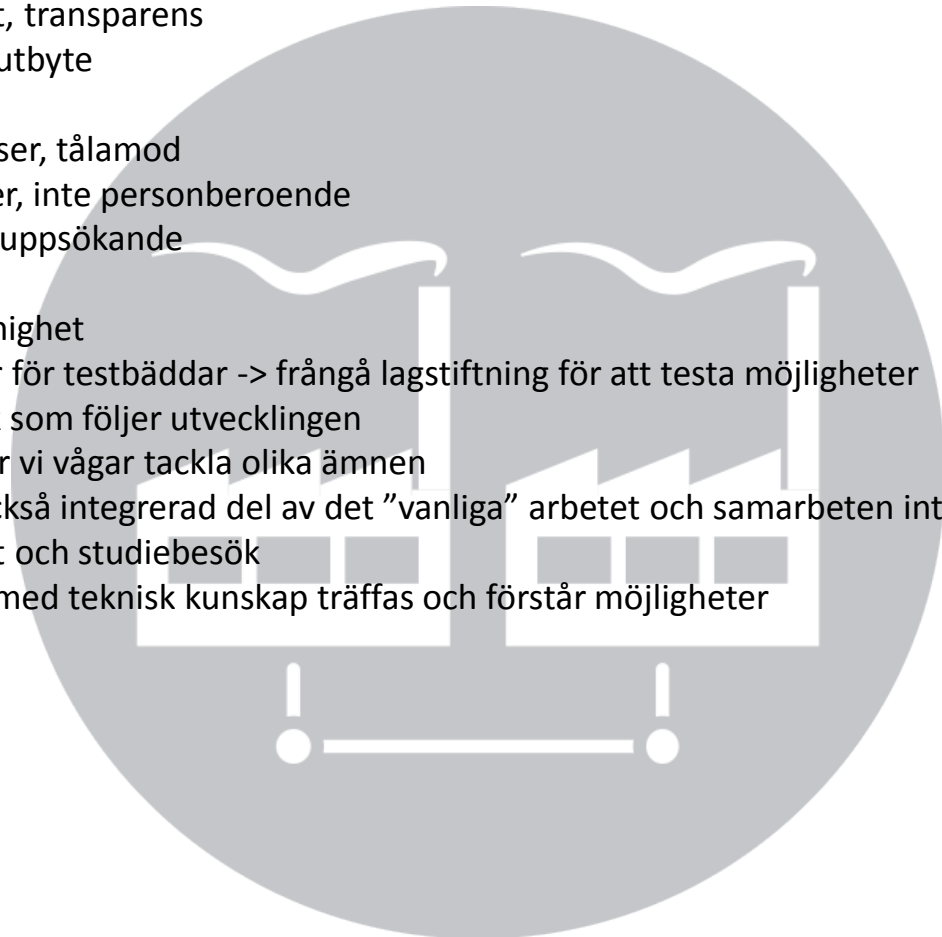 t, transparens
utbyte
ser, tålamod
er, inte personberoende
uppsökande
nighet
r för testbäddar -> frångå lagstiftning för att testa möjligheter
som följer utvecklingen
r vi vågar tackla olika ämnen
ckså integrerad del av det ”vanliga” arbetet och samarbeten int
t och studiebesök
med teknisk kunskap träffas och förstår möjligheter